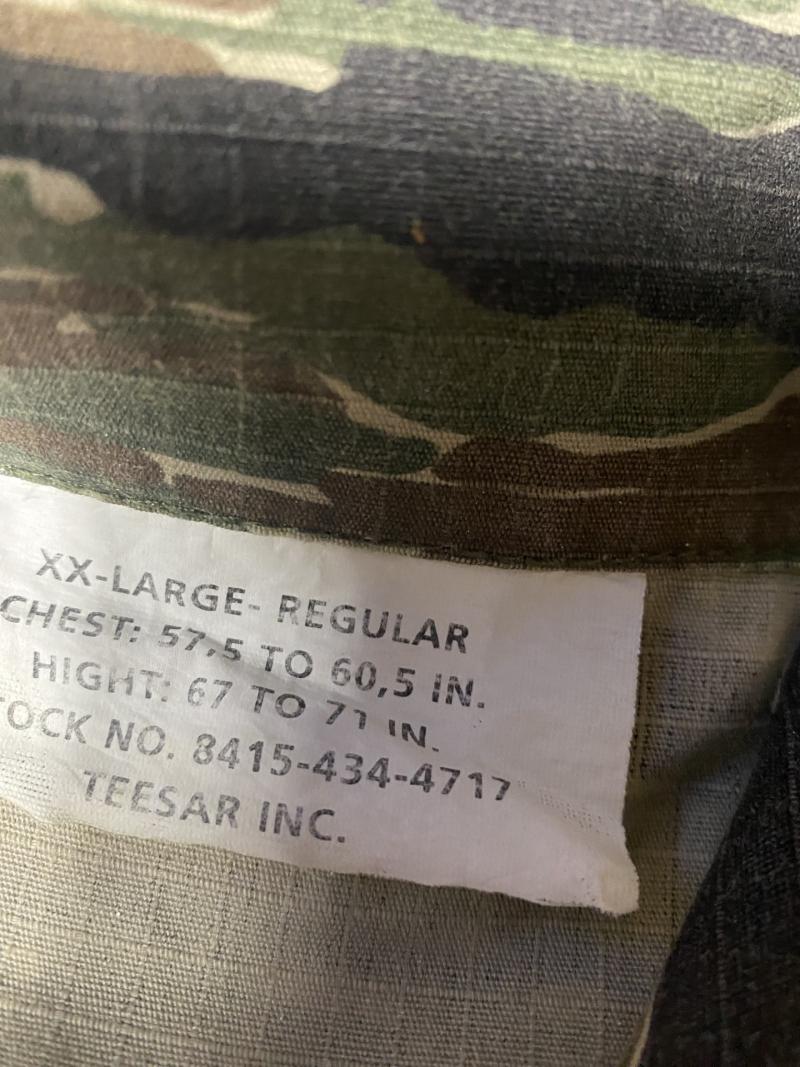 XX-LARGE- REGULAR
CHEST: 57,5 TO 60,5 IN.
HIGHT: 67 TO 71 IN.
TOCK NO. 8415-434-4717
TEESAR INC.